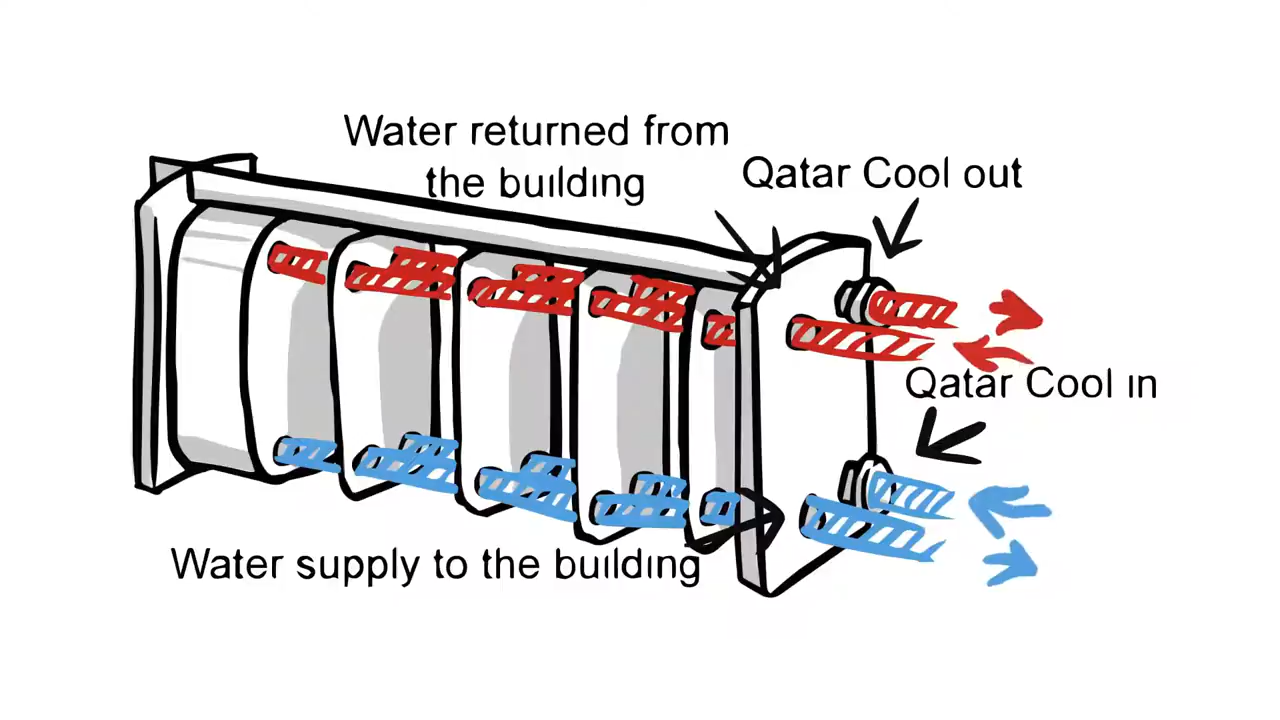 Water returned from
the building
Qatar Cool out
Qatar Cool in
Water supply to the building